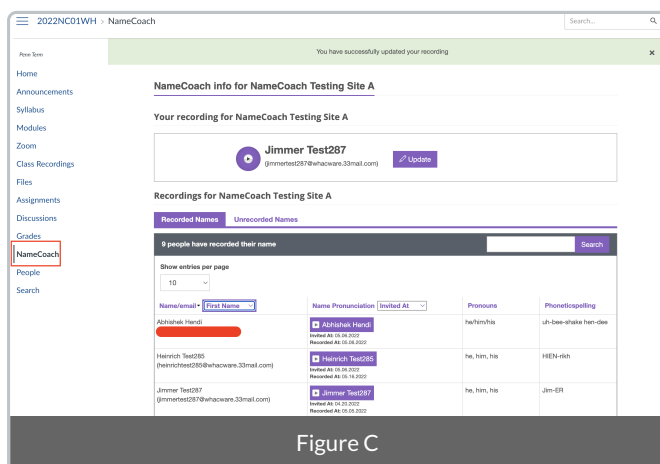 2022NC01WH > NameCoach
Search...
Penn Term
You have successfully updated your recording
Home
Announcements
Syllabus
Modules
Zoom
Class Recordings
Files
Assignments
Discussions
Grades
NameCoach
People
Search
NameCoach info for NameCoach Testing Site A
Your recording for NameCoach Testing Site A
Jimmer Test287
(jimmertest287@whacware.33mail.com)
Update
Recordings for NameCoach Testing Site A
Recorded Names Unrecorded Names
9 people have recorded their name
Search
Show entries per page
10
Name/email First Name Name Pronunciation Invited At Pronouns Phoneticspelling
Abhishek Hendi Abhishek Hendi he/him/his uh-bee-shake hen-dee
Invited At: 05.06.2022
Recorded At: 05.06.2022
Heinrich Test285 Heinrich Test285 he, him, his HIEN-rikh
(heinrichtest285@whacware.33mail.com)
Invited At: 05.06.2022
Recorded At: 05.16.2022
Jimmer Test287 Jimmer Test287 he, him, his Jim-ER
(jimmertest287@whacware.33mail.com)
Invited At: 04.20.2022
Recorded At: 05.05.2022
Figure C